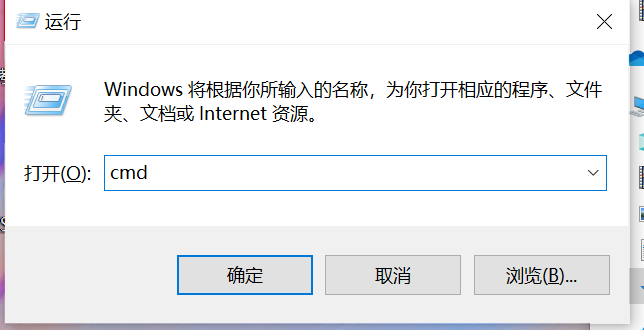 运行
Windows 将根据你所输入的名称，为你打开相应的程序、文件
夹、文档或 Internet 资源。
打开(O):
cmd
确定
取消
浏览(B)...